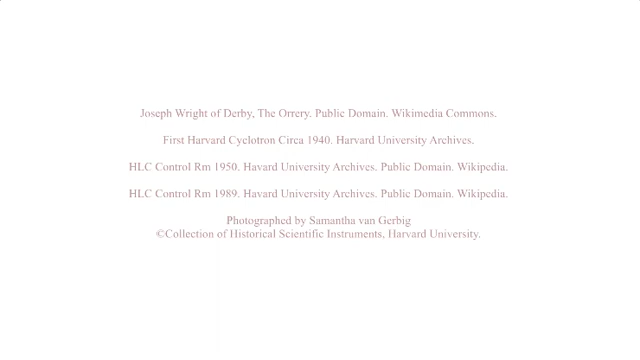 Joseph Wright of Derby, The Orrery. Public Domain. Wikimedia Commons.
First Harvard Cyclotron Circa 1940. Harvard University Archives.
HLC Control Rm 1950. Havard University Archives. Public Domain. Wikipedia.
HLC Control Rm 1989. Havard University Archives. Public Domain. Wikipedia.
Photographed by Samantha van Gerbig
©Collection of Historical Scientific Instruments, Harvard University.